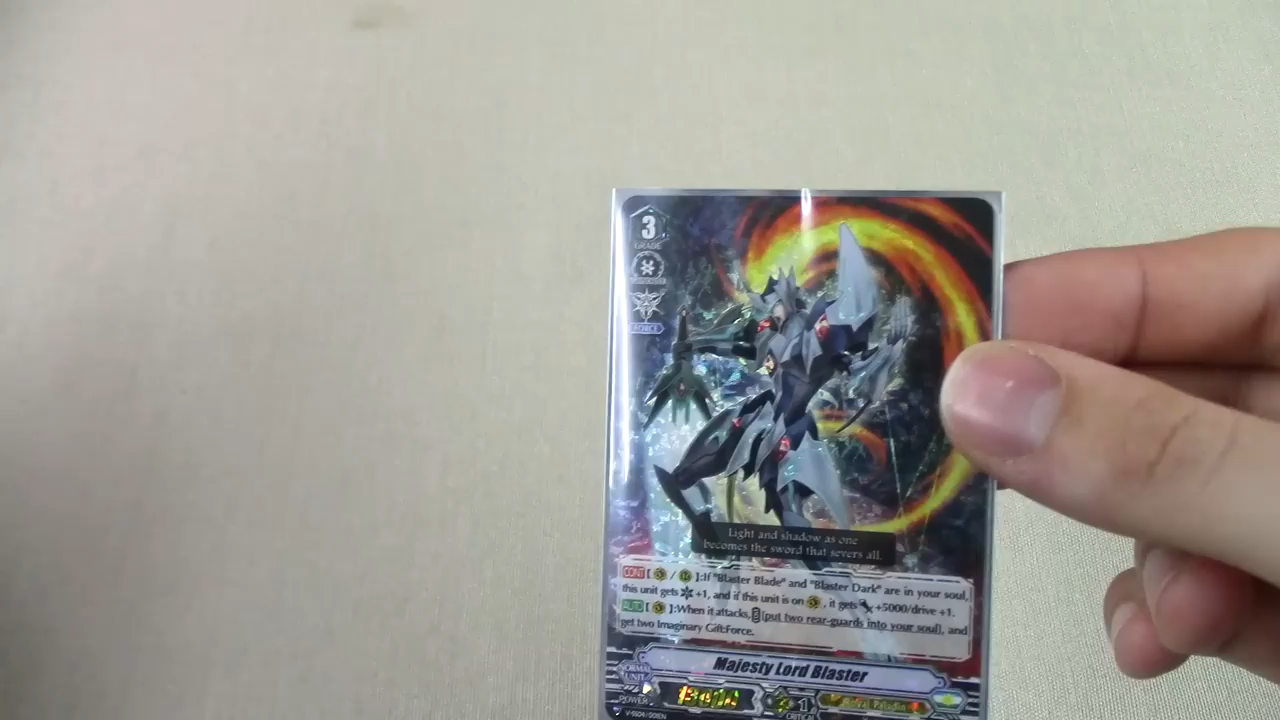 3
GRADE
FORCE
Light and shadow as one
becomes the sword that severs all.
CONT [ / ]:If "Blaster Blade" and "Blaster Dark" are in your soul,
this unit gets +1, and if this unit is on , it gets +5000/drive +1.
AUTO [ ]:When it attacks, [put two rear-guards into your soul], and
get two Imaginary Gift:Force.
Majesty Lord Blaster
NORMAL
UNIT
POWER
1
CRITICAL
Royal Paladin
V-SS04/001EN